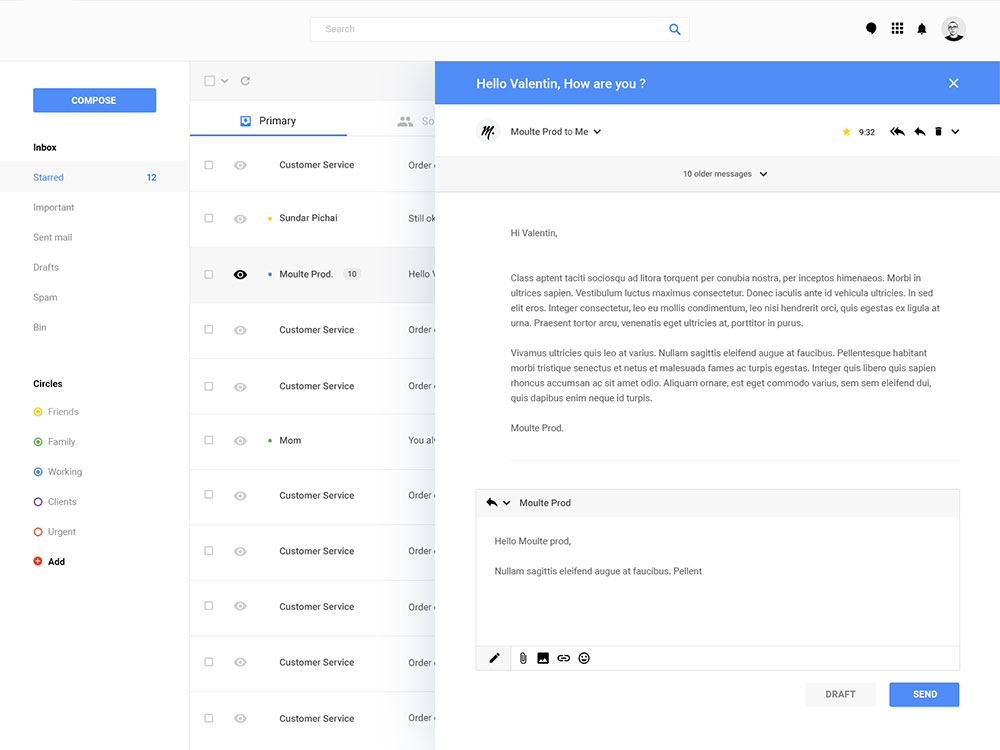 Search
COMPOSE
Inbox
Starred 12
Important
Sent mail
Drafts
Spam
Bin
Circles
Friends
Family
Working
Clients
Urgent
Add
Primary
So
Customer Service Order
Sundar Pichai Still ok
Moulte Prod. 10 Hello V
Customer Service Order
Customer Service Order
Mom You al
Customer Service Order
Customer Service Order
Customer Service Order
Customer Service Order
Customer Service Order
Hello Valentin, How are you ?
M.
Moulte Prod to Me
9:32
10 older messages
Hi Valentin,
Class aptent taciti sociosqu ad litora torquent per conubia nostra, per inceptos himenaeos. Morbi in
ultrices sapien. Vestibulum luctus maximus consectetur. Donec iaculis ante id vehicula ultricies. In sed
elit eros. Integer consectetur, leo eu mollis condimentum, leo nisi hendrerit orci, quis egestas ex ligula at
urna. Praesent tortor arcu, venenatis eget ultricies at, porttitor in purus.
Vivamus ultricies quis leo at varius. Nullam sagittis eleifend augue at faucibus. Pellentesque habitant
morbi tristique senectus et netus et malesuada fames ac turpis egestas. Integer quis libero quis sapien
rhoncus accumsan ac sit amet odio. Aliquam ornare, est eget commodo varius, sem sem eleifend dui,
quis dapibus enim neque id turpis.
Moulte Prod.
Moulte Prod
Hello Moulte prod,
Nullam sagittis eleifend augue at faucibus. Pellent
DRAFT
SEND